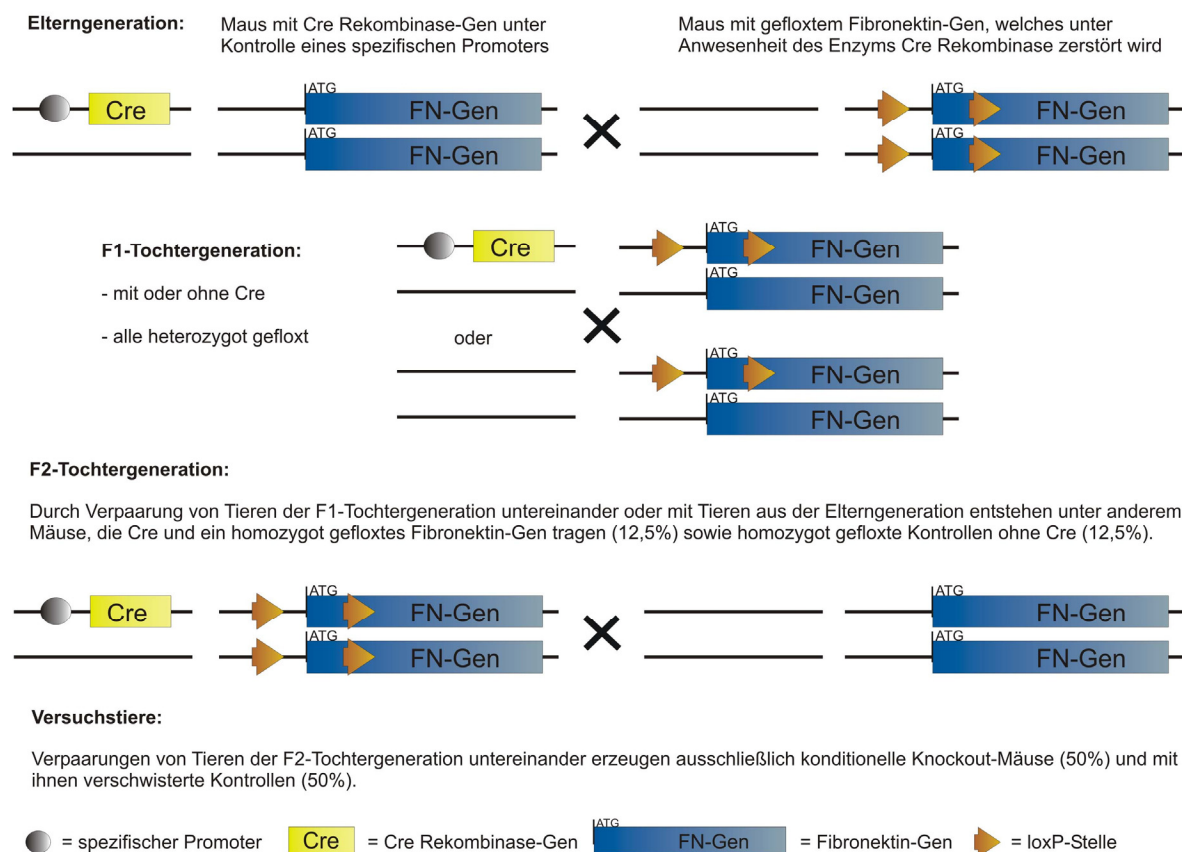 Elterngeneration:
Maus mit Cre Rekombinase-Gen unter
Kontrolle eines spezifischen Promoters
Maus mit gefloxtem Fibronektin-Gen, welches unter
Anwesenheit des Enzyms Cre Rekombinase zerstört wird
Cre
ATG
FN-Gen
ATG
FN-Gen
ATG
FN-Gen
ATG
FN-Gen
F1-Tochtergeneration:
- mit oder ohne Cre
- alle heterozygot gefloxt
Cre
ATG
FN-Gen
ATG
FN-Gen
oder
ATG
FN-Gen
ATG
FN-Gen
F2-Tochtergeneration:
Durch Verpaarung von Tieren der F1-Tochtergeneration untereinander oder mit Tieren aus der Elterngeneration entstehen unter anderem
Mäuse, die Cre und ein homozygot gefloxtes Fibronektin-Gen tragen (12,5%) sowie homozygot gefloxte Kontrollen ohne Cre (12,5%).
Cre
ATG
FN-Gen
ATG
FN-Gen
ATG
FN-Gen
ATG
FN-Gen
Versuchstiere:
Verpaarungen von Tieren der F2-Tochtergeneration untereinander erzeugen ausschließlich konditionelle Knockout-Mäuse (50%) und mit
ihnen verschwisterte Kontrollen (50%).
= spezifischer Promoter
Cre
= Cre Rekombinase-Gen
ATG
FN-Gen
= Fibronektin-Gen
= loxP-Stelle